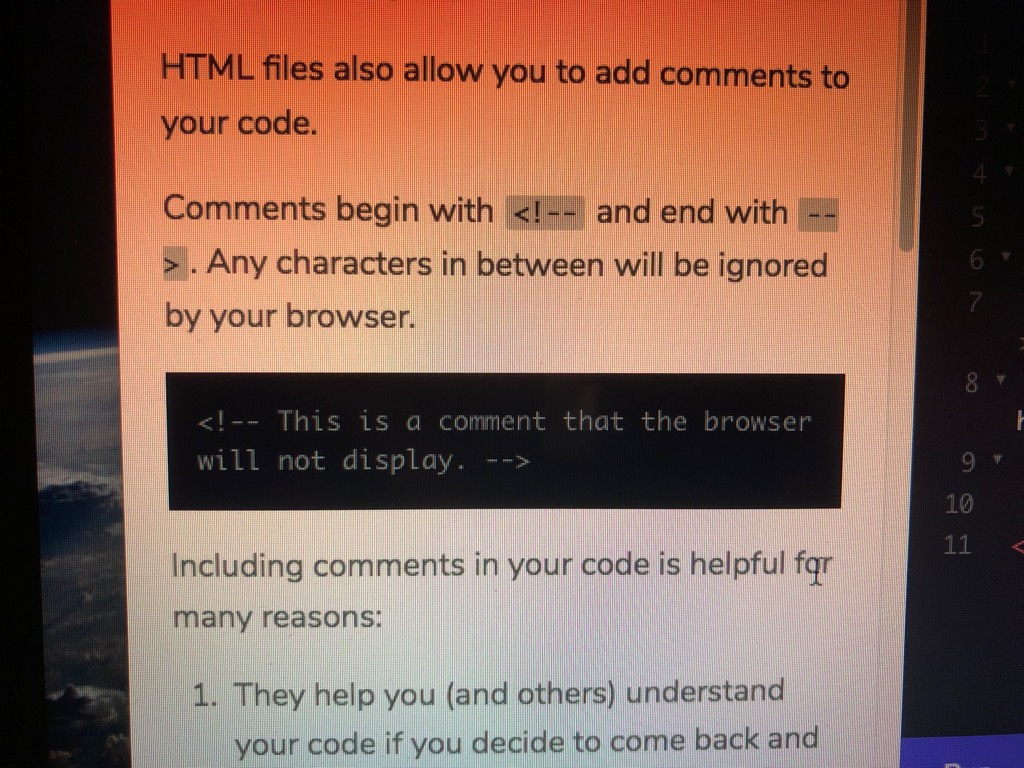 HTML files also allow you to add comments to
your code.
Comments begin with <!-- and end with --
>. Any characters in between will be ignored
by your browser.
<!-- This is a comment that the browser
will not display. -->
Including comments in your code is helpful for
many reasons:
1. They help you (and others) understand
your code if you decide to come back and
1
2
3
4
5
6
7
8
9
10
11 <